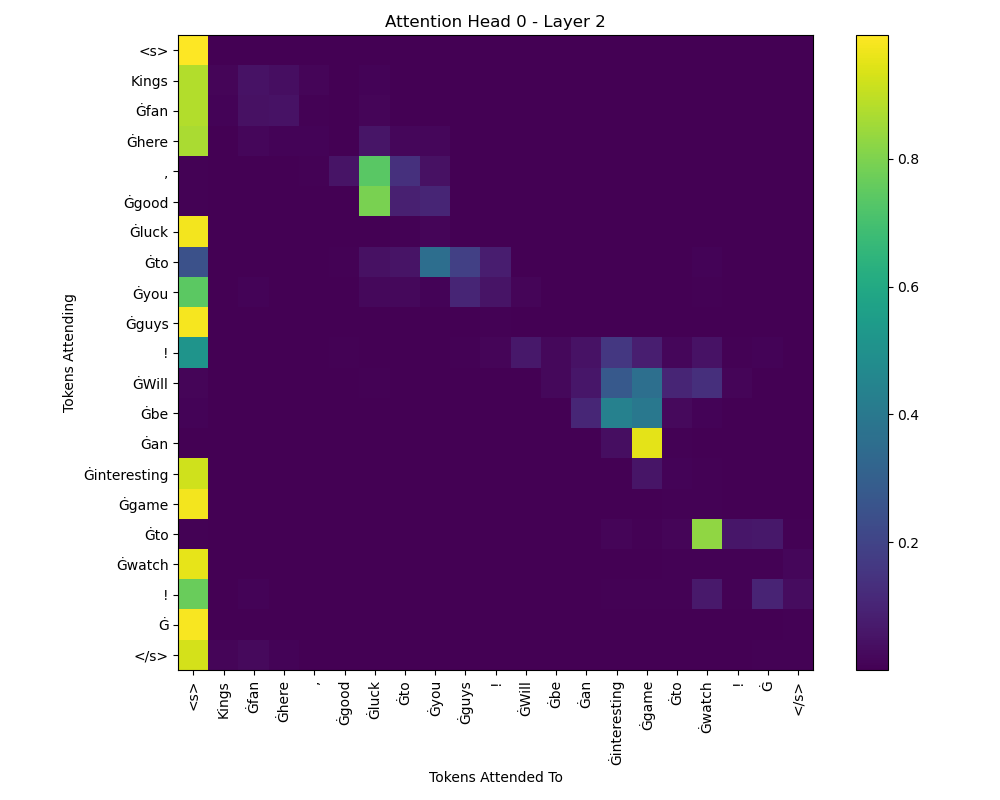 Attention Head 0 - Layer 2
Tokens Attending
<s>
Kings
Ġfan
Ġhere
,
Ġgood
Ġluck
Ġto
Ġyou
Ġguys
!
ĠWill
Ġbe
Ġan
Ġinteresting
Ġgame
Ġto
Ġwatch
!
Ġ
</s>
<s>
Kings
Ġfan
Ġhere
,
Ġgood
Ġluck
Ġto
Ġyou
Ġguys
!
ĠWill
Ġbe
Ġan
Ġinteresting
Ġgame
Ġto
Ġwatch
!
Ġ
</s>
Tokens Attended To
0.8
0.6
0.4
0.2